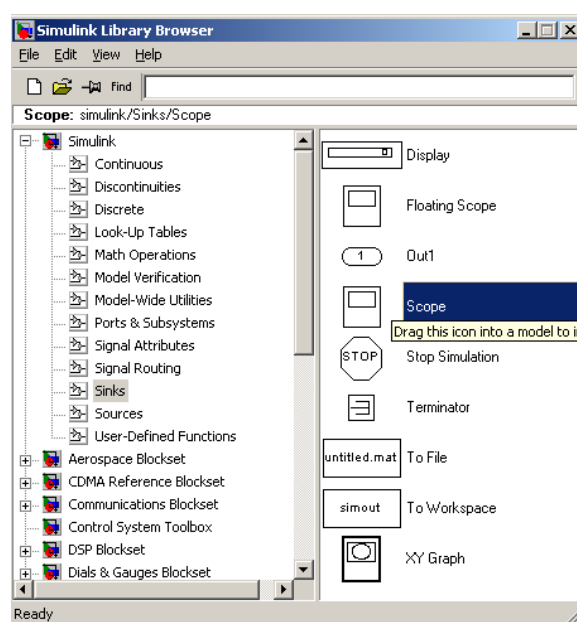 Simulink Library Browser
File Edit View Help
Find
Scope: simulink/Sinks/Scope
Simulink
Continuous
Discontinuities
Discrete
Look-Up Tables
Math Operations
Model Verification
Model-Wide Utilities
Ports & Subsystems
Signal Attributes
Signal Routing
Sinks
Sources
User-Defined Functions
Aerospace Blockset
CDMA Reference Blockset
Communications Blockset
Control System Toolbox
DSP Blockset
Dials & Gauges Blockset
Display
Floating Scope
1 Out1
Scope
Drag this icon into a model to i
STOP Stop Simulation
Terminator
untitled.mat To File
simout To Workspace
XY Graph
Ready